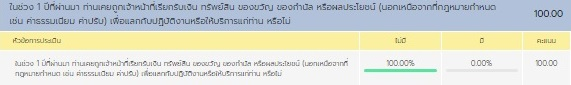 ในช่วง 1 ปีที่ผ่านมา ท่านเคยถูกเจ้าหน้าที่เรียกรับเงิน ทรัพย์สิน ของขวัญ ของกำนัล หรือผลประโยชน์ (นอกเหนือจากที่กฎหมายกำหนด
เช่น ค่าธรรมเนียม ค่าปรับ) เพื่อแลกกับปฏิบัติงานหรือให้บริการแก่ท่าน หรือไม่ 100.00
หัวข้อการประเมิน ไม่มี มี คะแนน
ในช่วง 1 ปีที่ผ่านมา ท่านเคยถูกเจ้าหน้าที่เรียกรับเงิน ทรัพย์สิน ของขวัญ ของกำนัล หรือผลประโยชน์ (นอกเหนือจากที่ 100.00% 0.00% 100.00
กฎหมายกำหนด เช่น ค่าธรรมเนียม ค่าปรับ) เพื่อแลกกับปฏิบัติงานหรือให้บริการแก่ท่าน หรือไม่